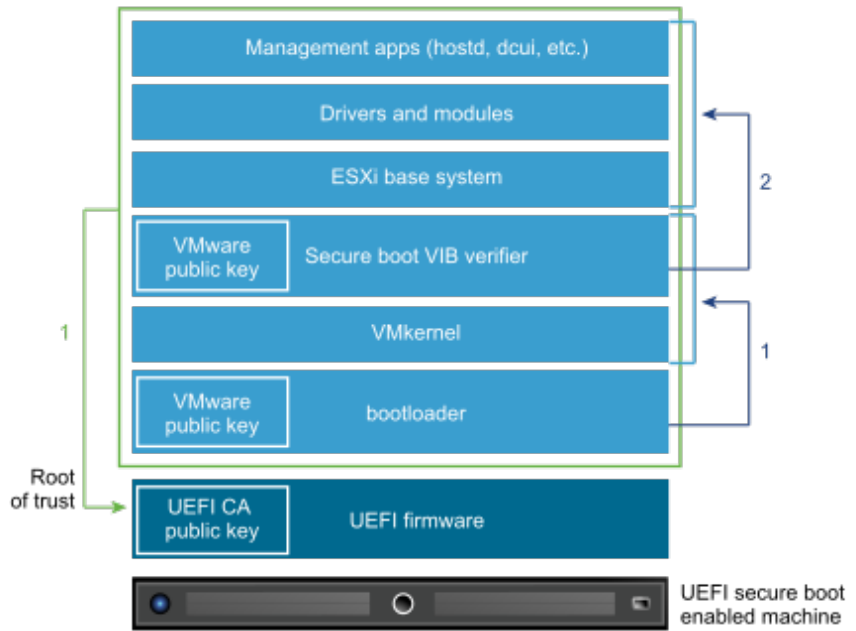 Management apps (hostd, dcui, etc.)
Drivers and modules
ESXi base system
2
VMware
public key
Secure boot VIB verifier
1
VMkernel
1
VMware
public key
bootloader
Root
of trust
UEFI CA
public key
UEFI firmware
UEFI secure boot
enabled machine